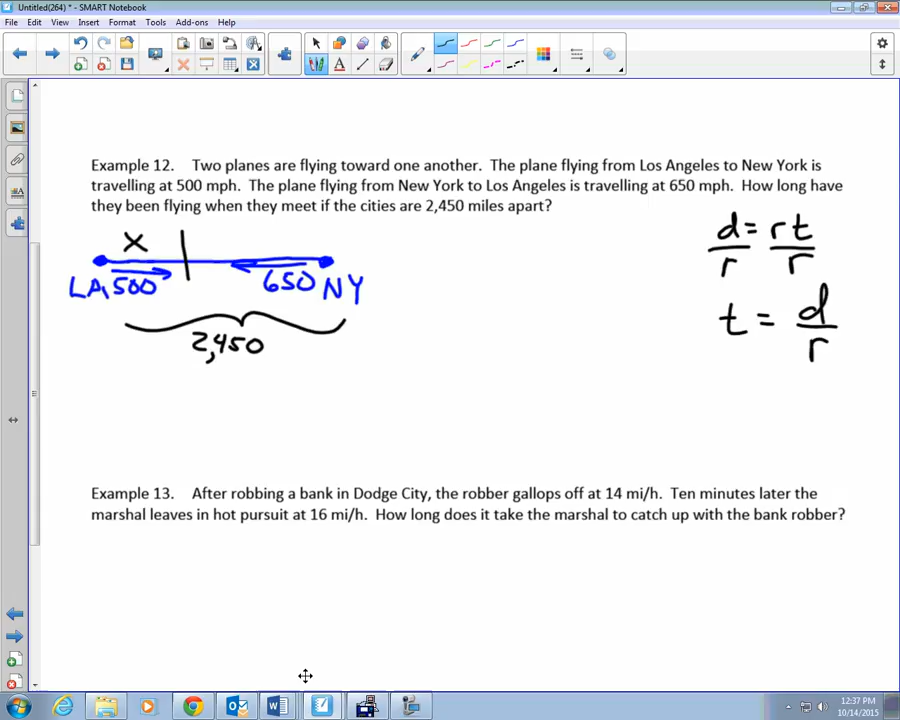 Untitled(264) * - SMART Notebook
File Edit View Insert Format Tools Add-ons Help
Example 12. Two planes are flying toward one another. The plane flying from Los Angeles to New York is
travelling at 500 mph. The plane flying from New York to Los Angeles is travelling at 650 mph. How long have
they been flying when they meet if the cities are 2,450 miles apart?
x
LA 500 650 NY
2,450
d = rt
r r
t = d
r
Example 13. After robbing a bank in Dodge City, the robber gallops off at 14 mi/h. Ten minutes later the
marshal leaves in hot pursuit at 16 mi/h. How long does it take the marshal to catch up with the bank robber?
12:37 PM
10/14/2015